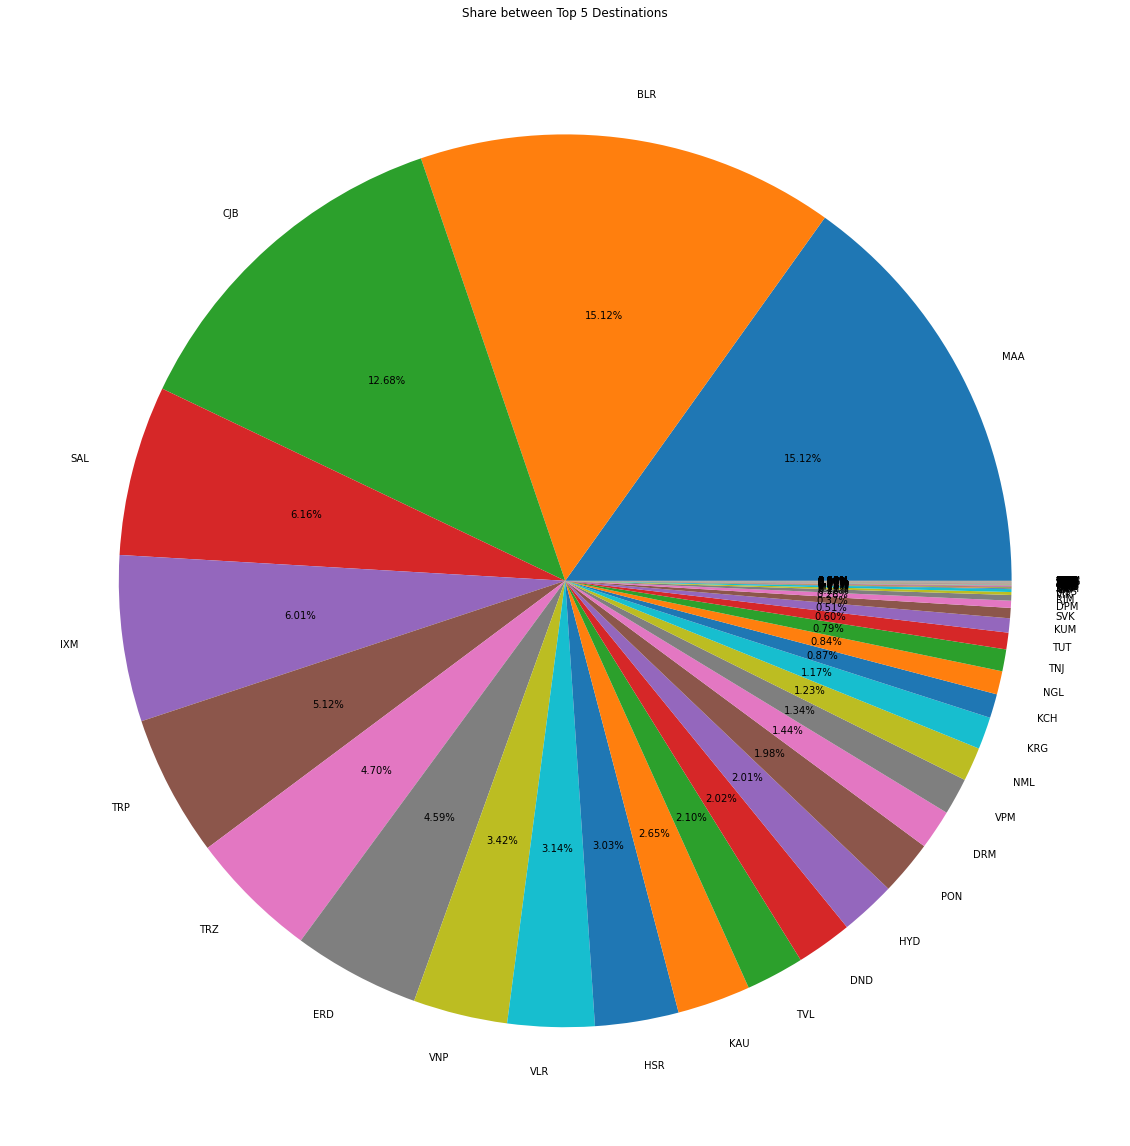 Share between Top 5 Destinations
BLR
CJB
MAA
15.12%
12.68%
15.12%
SAL
6.16%
IXM
6.01%
TRP
5.12%
TRZ
4.70%
ERD
4.59%
VNP
3.42%
VLR
3.14%
HSR
3.03%
KAU
2.65%
TVL
2.10%
DND
2.02%
HYD
2.01%
PON
1.98%
DRM
1.44%
VPM
1.34%
NML
1.23%
KRG
1.17%
KCH
0.87%
NGL
0.84%
TNJ
0.79%
TUT
0.60%
KUM
0.51%
SVK
0.37%
DPM